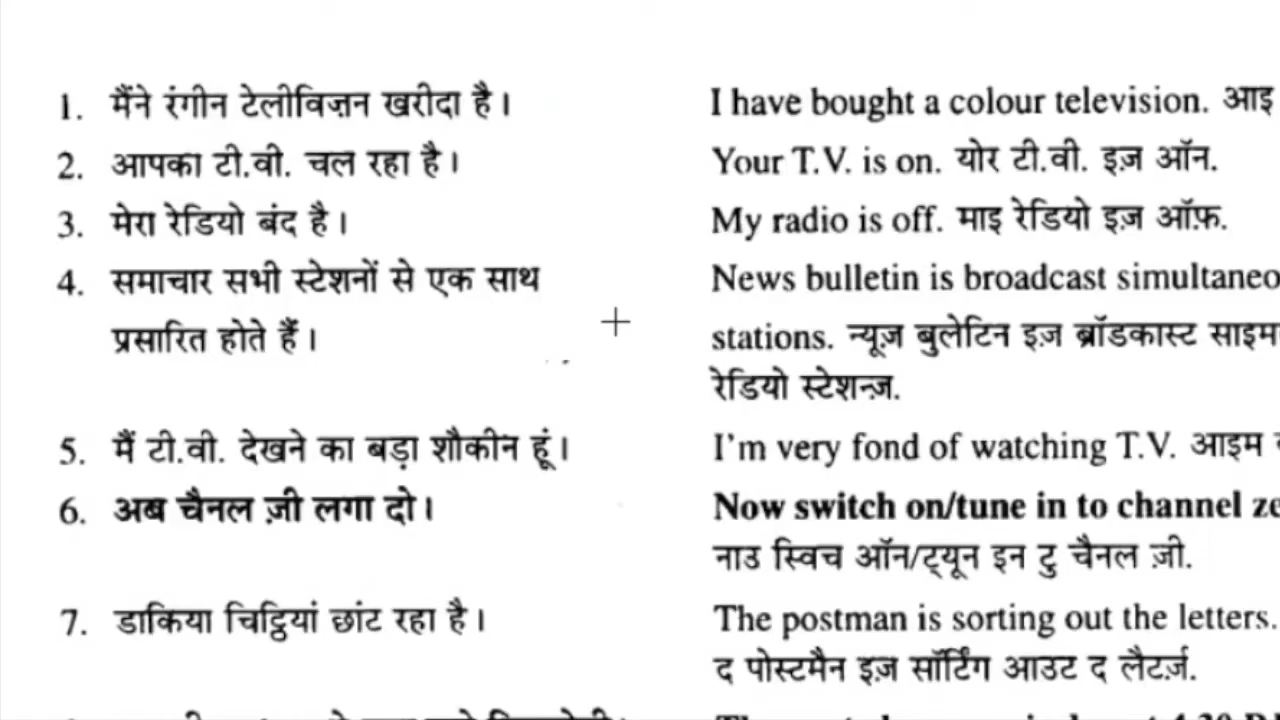 1. मैंने रंगीन टेलीविज़न खरीदा है। I have bought a colour television. आइ
2. आपका टी.वी. चल रहा है। Your T.V. is on. योर टी.वी. इज़ ऑन.
3. मेरा रेडियो बंद है। My radio is off. माइ रेडियो इज़ ऑफ़.
4. समाचार सभी स्टेशनों से एक साथ News bulletin is broadcast simultaneo
प्रसारित होते हैं। stations. न्यूज़ बुलेटिन इज़ ब्रॉडकास्ट साइम
रेडियो स्टेशन्ज़.
5. मैं टी.वी. देखने का बड़ा शौकीन हूं। I'm very fond of watching T.V. आइम
6. अब चैनल ज़ी लगा दो। Now switch on/tune in to channel ze
नाउ स्विच ऑन/ट्यून इन टु चैनल ज़ी.
7. डाकिया चिट्ठियां छांट रहा है। The postman is sorting out the letters.
द पोस्टमैन इज़ सॉर्टिंग आउट द लैटर्ज़.